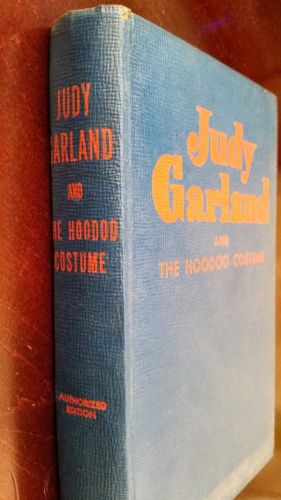 JUDY
GARLAND
AND
THE HOODOO
COSTUME
AUTHORIZED
EDITION
Judy
Garland
AND
THE HOODOO COSTUME